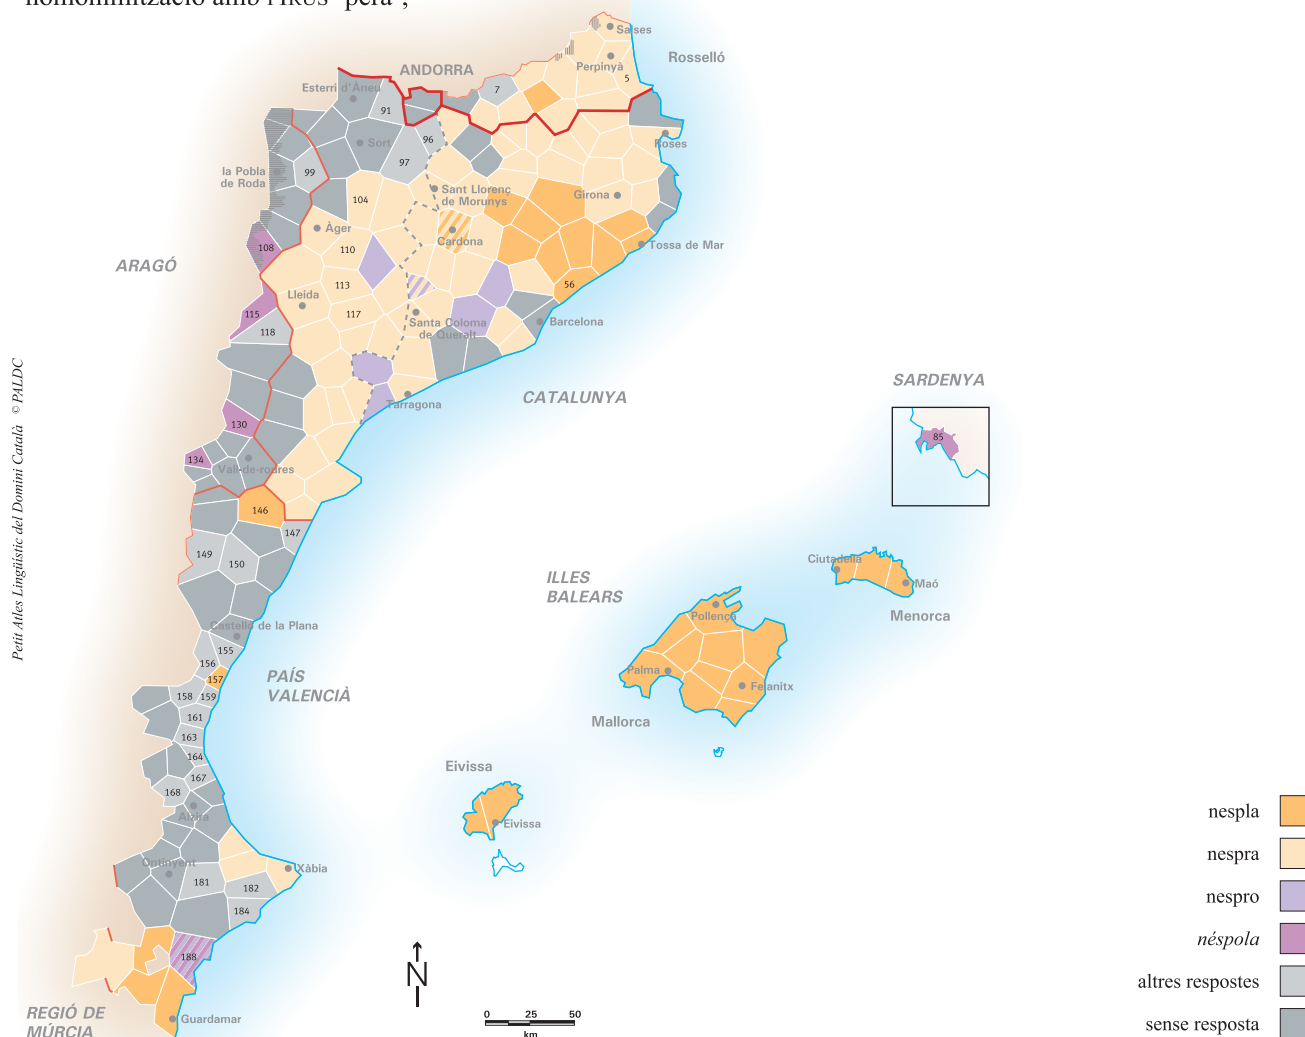 homonimització amb PIRUS "pera",
Salses
Rosselló
Perpinyà
5
ANDORRA
7
Esterri d'Àneu
91
96
Roses
Sort
97
99
la Pobla
de Roda
104
Sant Llorenç
de Morunys
Girona
Àger
Cardona
Tossa de Mar
108
110
ARAGÓ
113
56
Lleida
115
117
118
Santa Coloma
de Queralt
Barcelona
SARDENYA
CATALUNYA
Tarragona
130
85
134
Vall-de-roures
146
147
149
150
Ciutadella
ILLES
BALEARS
Maó
Menorca
Pollença
Castelló de la Plana
155
156
157
PAÍS
VALENCIÀ
Palma
Felanitx
158
159
161
Mallorca
163
164
167
168
Eivissa
Alzira
Eivissa
Ontinyent
Xàbia
181
182
184
188
N
REGIÓ DE
MÚRCIA
Guardamar
0 25 50
km
Petit Atles Lingüístic del Domini Català © PALDC
nespla
nespra
nespro
néspola
altres respostes
sense resposta